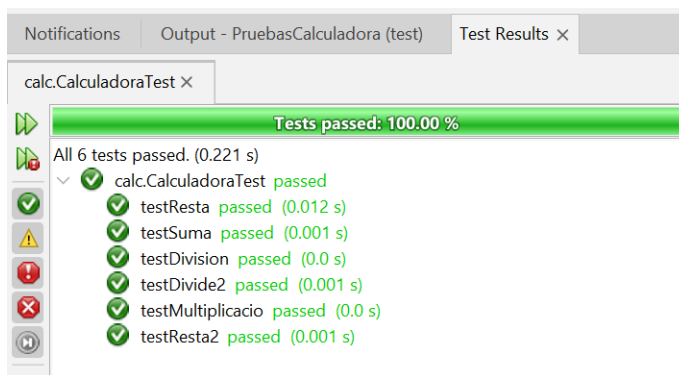 Notifications Output - PruebasCalculadora (test) Test Results
calc.CalculadoraTest
Tests passed: 100.00 %
All 6 tests passed. (0.221 s)
calc.CalculadoraTest passed
testResta passed (0.012 s)
testSuma passed (0.001 s)
testDivision passed (0.0 s)
testDivide2 passed (0.001 s)
testMultiplicacio passed (0.0 s)
testResta2 passed (0.001 s)